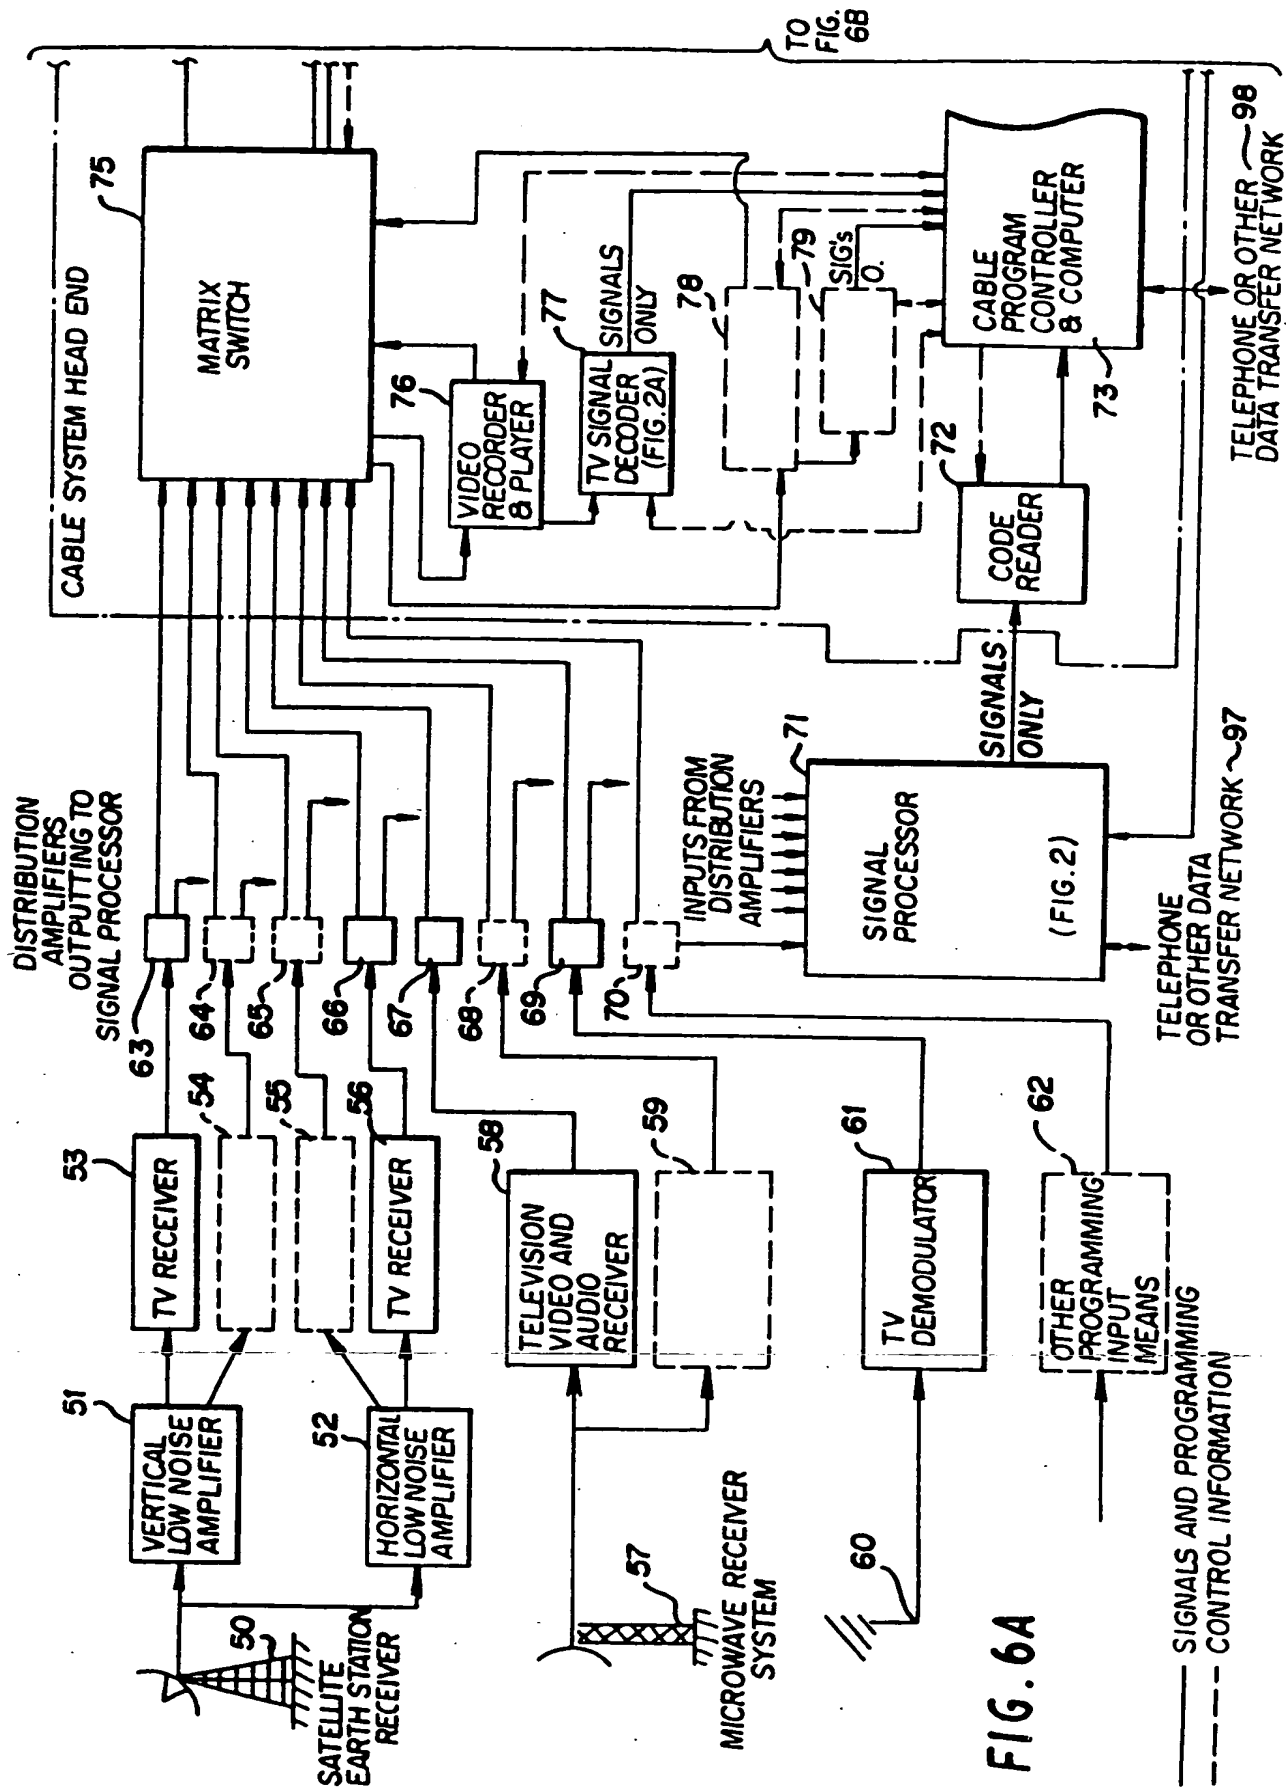 SATELLITE
EARTH STATION
RECEIVER
50
51
VERTICAL
LOW NOISE
AMPLIFIER
52
HORIZONTAL
LOW NOISE
AMPLIFIER
53
TV RECEIVER
54
55
56
TV RECEIVER
DISTRIBUTION
AMPLIFIERS
OUTPUTTING TO
SIGNAL PROCESSOR
63
64
65
66
67
68
69
70
CABLE SYSTEM HEAD END
75
MATRIX
SWITCH
TO
FIG.
6B
MICROWAVE RECEIVER
SYSTEM
57
58
TELEVISION
VIDEO AND
AUDIO
RECEIVER
59
76
VIDEO
RECORDER
& PLAYER
77
TV SIGNAL
DECODER
(FIG.2A)
SIGNALS
ONLY
78
79
SIG's
O.
60
61
TV
DEMODULATOR
62
OTHER
PROGRAMMING
INPUT
MEANS
INPUTS FROM
DISTRIBUTION
AMPLIFIERS
71
SIGNAL
PROCESSOR
(FIG.2)
SIGNALS
ONLY
72
CODE
READER
CABLE
PROGRAM
CONTROLLER
& COMPUTER
73
TELEPHONE
OR OTHER DATA
TRANSFER NETWORK 97
TELEPHONE OR OTHER 98
DATA TRANSFER NETWORK
FIG. 6A
SIGNALS AND PROGRAMMING
CONTROL INFORMATION